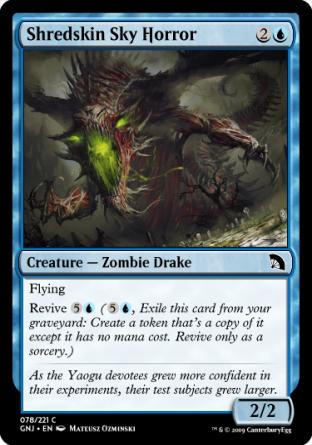 Shredskin Sky Horror 2
Creature — Zombie Drake
Flying
Revive 5 ( 5 , Exile this card from your
graveyard: Create a token that's a copy of it
except it has no mana cost. Revive only as a
sorcery.)
As the Yaogu devotees grew more confident in
their experiments, their test subjects grew larger.
2/2
078/221 C
GNJ • EN MATEUSZ OZMINSKI
™ & © 2019 CanterburyEgg